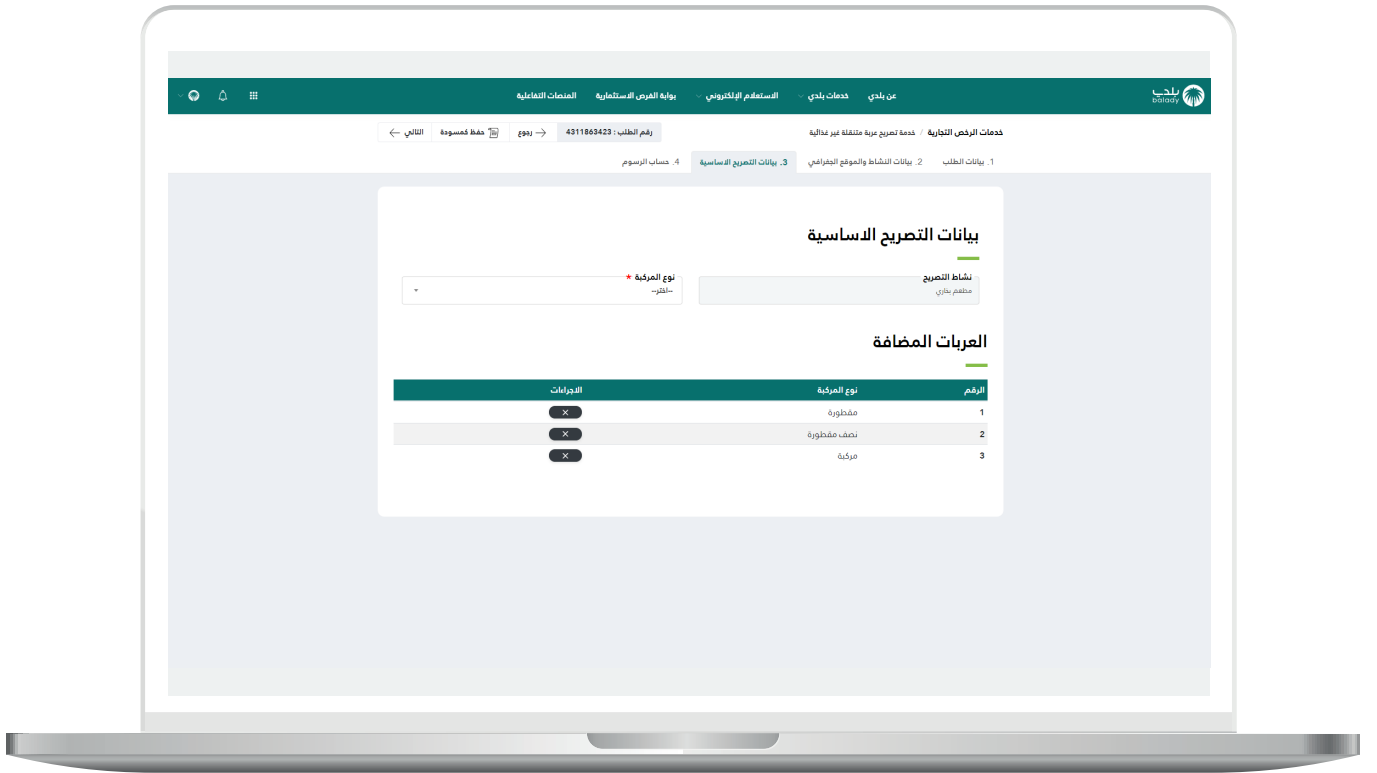 بلدي
balady
عن بلدي خدمات بلدي الاستعلام الإلكتروني بوابة الفرص الاستثمارية المنصات التفاعلية
خدمات الرخص التجارية / خدمة تصريح عربة متنقلة غير غذائية
رقم الطلب : 4311863423 رجوع حفظ كمسودة التالي
1. بيانات الطلب 2. بيانات النشاط والموقع الجغرافي 3. بيانات التصريح الاساسية 4. حساب الرسوم
بيانات التصريح الاساسية
نشاط التصريح نوع المركبة *
مطعم بخاري --اختر--
العربات المضافة
الرقم نوع المركبة الاجراءات
1 مقطورة ×
2 نصف مقطورة ×
3 مركبة ×